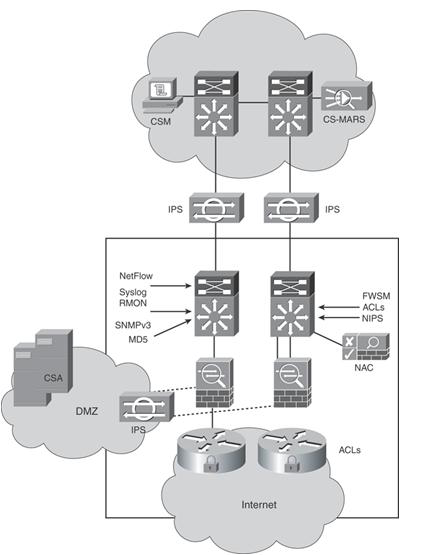 CSM
CS-MARS
IPS
IPS
NetFlow
Syslog
RMON
SNMPv3
MD5
FWSM
ACLs
NIPS
NAC
CSA
DMZ
IPS
ACLs
Internet